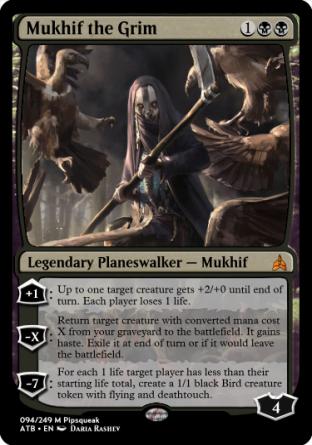 Mukhif the Grim 1
Legendary Planeswalker — Mukhif
+1: Up to one target creature gets +2/+0 until end of
turn. Each player loses 1 life.
Return target creature with converted mana cost
-X: X from your graveyard to the battlefield. It gains
haste. Exile it at end of turn or if it would leave
the battlefield.
For each 1 life target player has less than their
-7: starting life total, create a 1/1 black Bird creature
token with flying and deathtouch.
4
094/249 M Pipsqueak
ATB • EN Daria Rashev